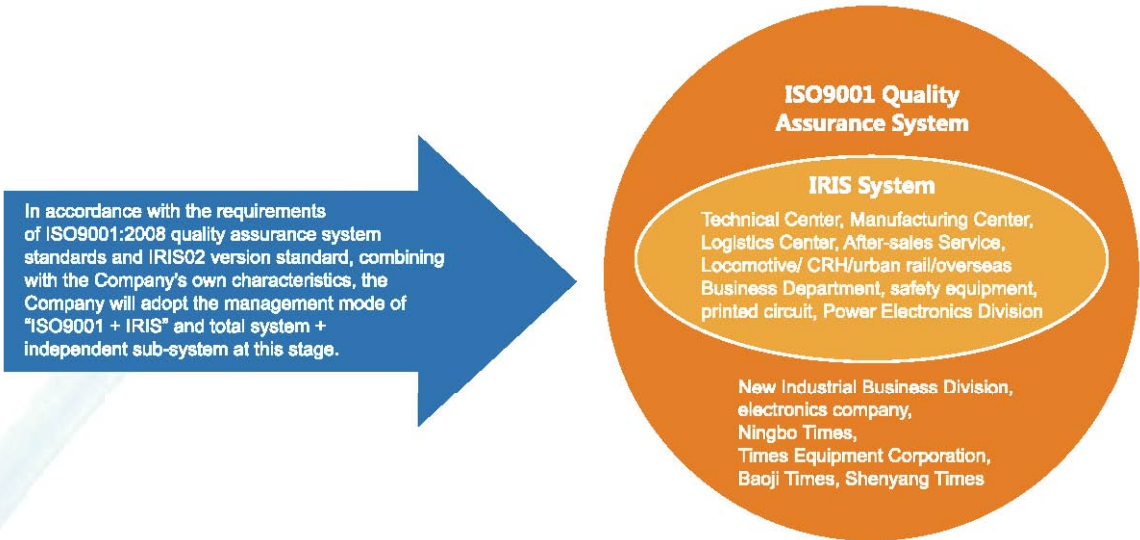 In accordance with the requirements
of ISO9001:2008 quality assurance system
standards and IRIS02 version standard, combining
with the Company's own characteristics, the
Company will adopt the management mode of
"ISO9001 + IRIS" and total system +
independent sub-system at this stage.
ISO9001 Quality
Assurance System
IRIS System
Technical Center, Manufacturing Center,
Logistics Center, After-sales Service,
Locomotive/ CRH/urban rail/overseas
Business Department, safety equipment,
printed circuit, Power Electronics Division
New Industrial Business Division,
electronics company,
Ningbo Times,
Times Equipment Corporation,
Baoji Times, Shenyang Times